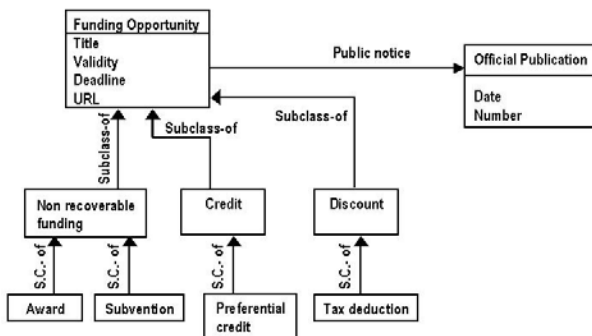 Funding Opportunity
Title
Validity
Deadline
URL
Public notice
Official Publication
Date
Number
Subclass-of
Subclass-of
Subclass-of
Non recoverable
funding
Credit
Discount
S.C.- of
S.C.- of
S.C.- of
S.C.- of
Award
Subvention
Preferential
credit
Tax deduction